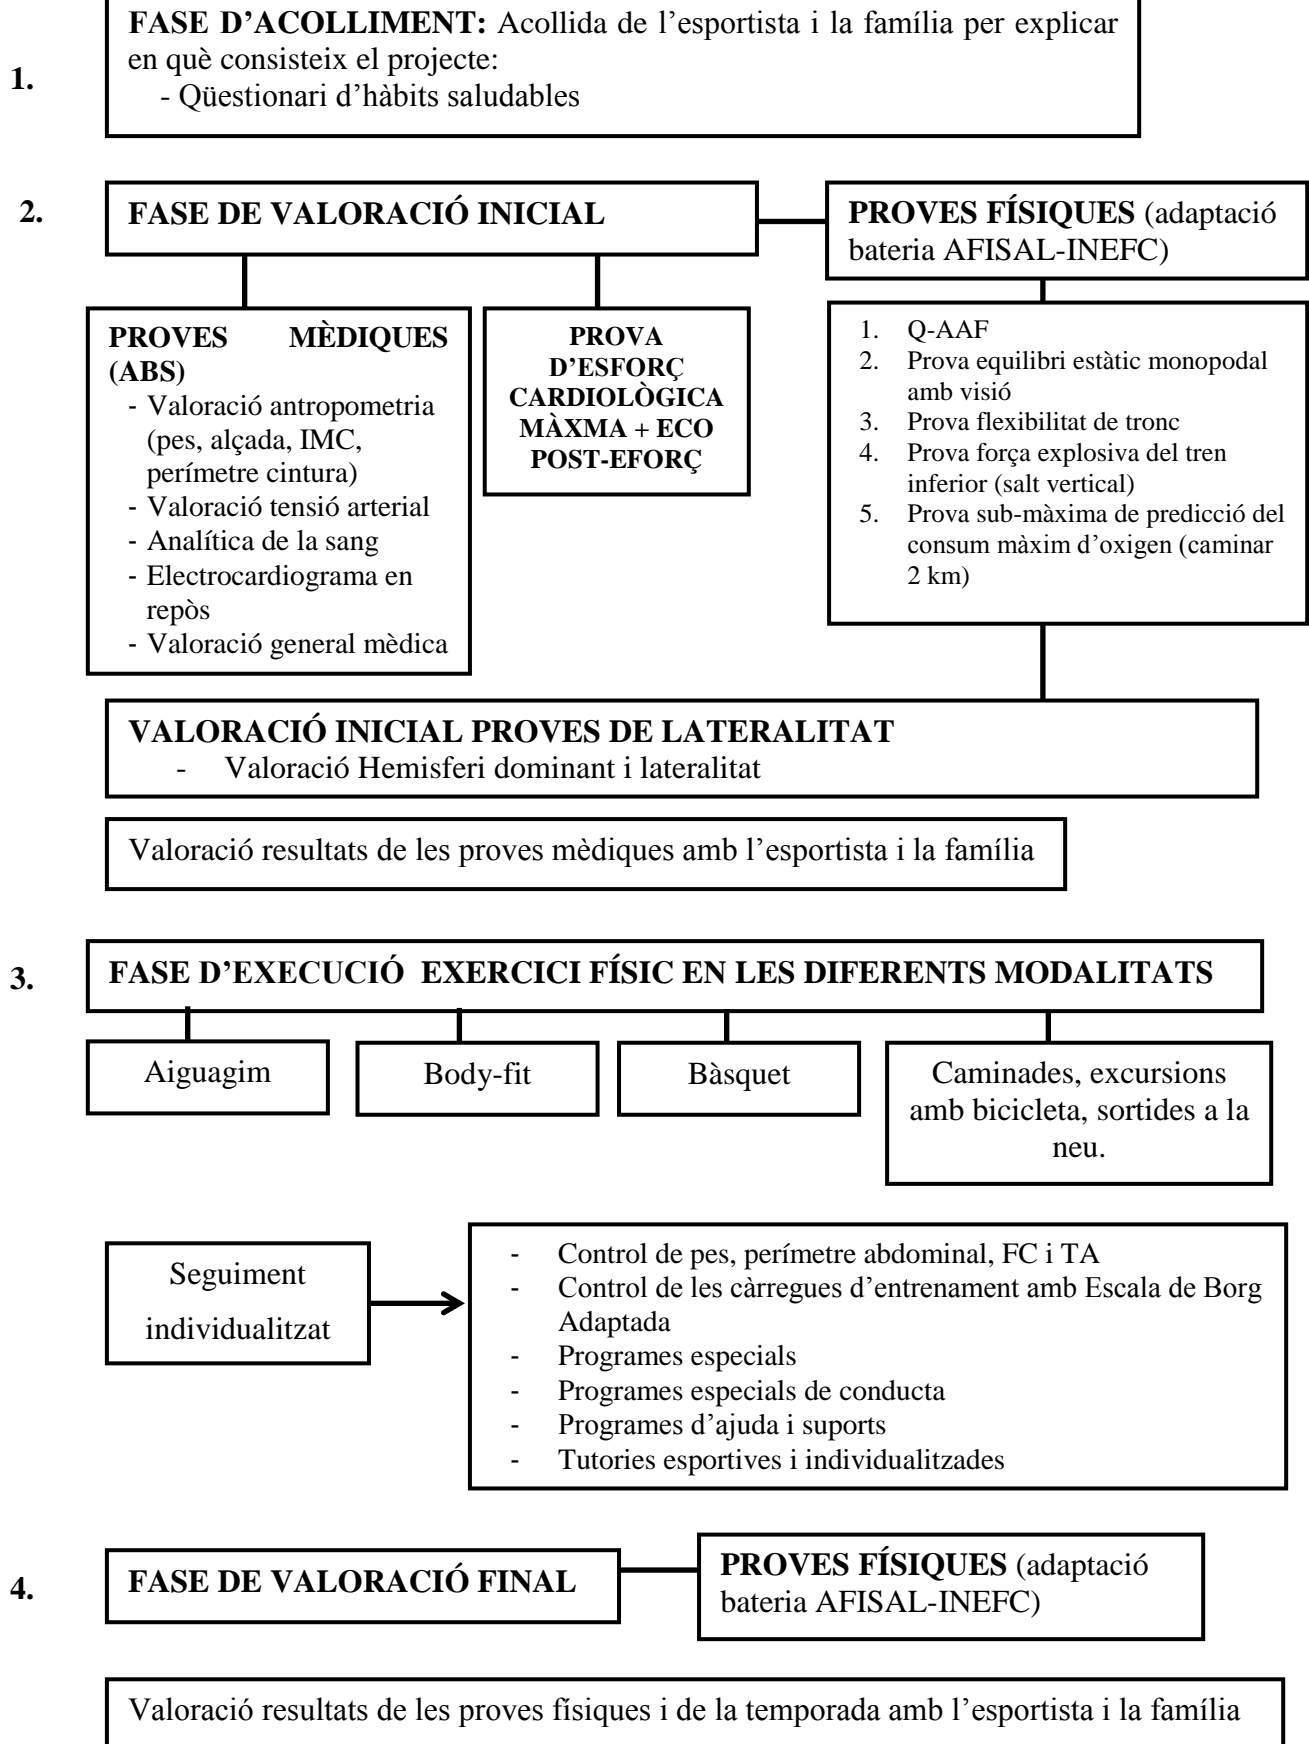 1.
FASE D'ACOLLIMENT: Acollida de l'esportista i la família per explicar
en què consisteix el projecte:
- Qüestionari d'hàbits saludables
2.
FASE DE VALORACIÓ INICIAL
PROVES FÍSIQUES (adaptació
bateria AFISAL-INEFC)
PROVES MÈDIQUES
(ABS)
- Valoració antropometria
(pes, alçada, IMC,
perímetre cintura)
- Valoració tensió arterial
- Analítica de la sang
- Electrocardiograma en
repòs
- Valoració general mèdica
PROVA
D'ESFORÇ
CARDIOLÒGICA
MÀXMA + ECO
POST-EFORÇ
1. Q-AAF
2. Prova equilibri estàtic monopodal
amb visió
3. Prova flexibilitat de tronc
4. Prova força explosiva del tren
inferior (salt vertical)
5. Prova sub-màxima de predicció del
consum màxim d'oxigen (caminar
2 km)
VALORACIÓ INICIAL PROVES DE LATERALITAT
- Valoració Hemisferi dominant i lateralitat
Valoració resultats de les proves mèdiques amb l'esportista i la família
3.
FASE D'EXECUCIÓ EXERCICI FÍSIC EN LES DIFERENTS MODALITATS
Aiguagim
Body-fit
Bàsquet
Caminades, excursions
amb bicicleta, sortides a la
neu.
Seguiment
individualitzat
- Control de pes, perímetre abdominal, FC i TA
- Control de les càrregues d'entrenament amb Escala de Borg
Adaptada
- Programes especials
- Programes especials de conducta
- Programes d'ajuda i suports
- Tutories esportives i individualitzades
4.
FASE DE VALORACIÓ FINAL
PROVES FÍSIQUES (adaptació
bateria AFISAL-INEFC)
Valoració resultats de les proves físiques i de la temporada amb l'esportista i la família